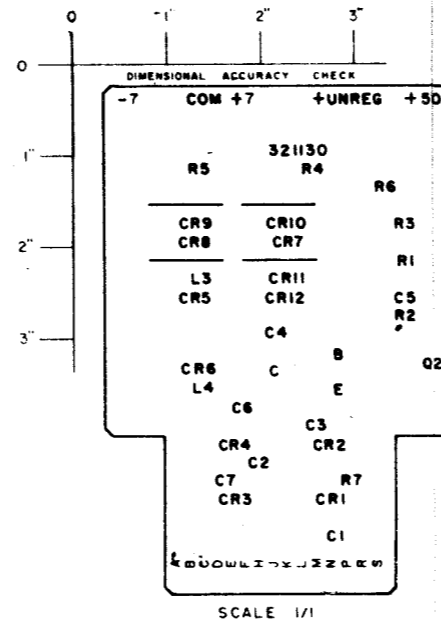 0 1" 2" 3"
0
DIMENSIONAL ACCURACY CHECK
-7 COM +7 +UNREG +5D
321130
1"
R5 R4
R6
CR9 CR10 R3
2" CR8 CR7
R1
L3 CR11
CR5 CR12 C5
R2
C4
3"
B
CR6 C Q2
L4 E
C6
C3
CR4 CR2
C2
C7 R7
CR3 CR1
C1
A B C D E F H J K L M N P R S
SCALE 1/1